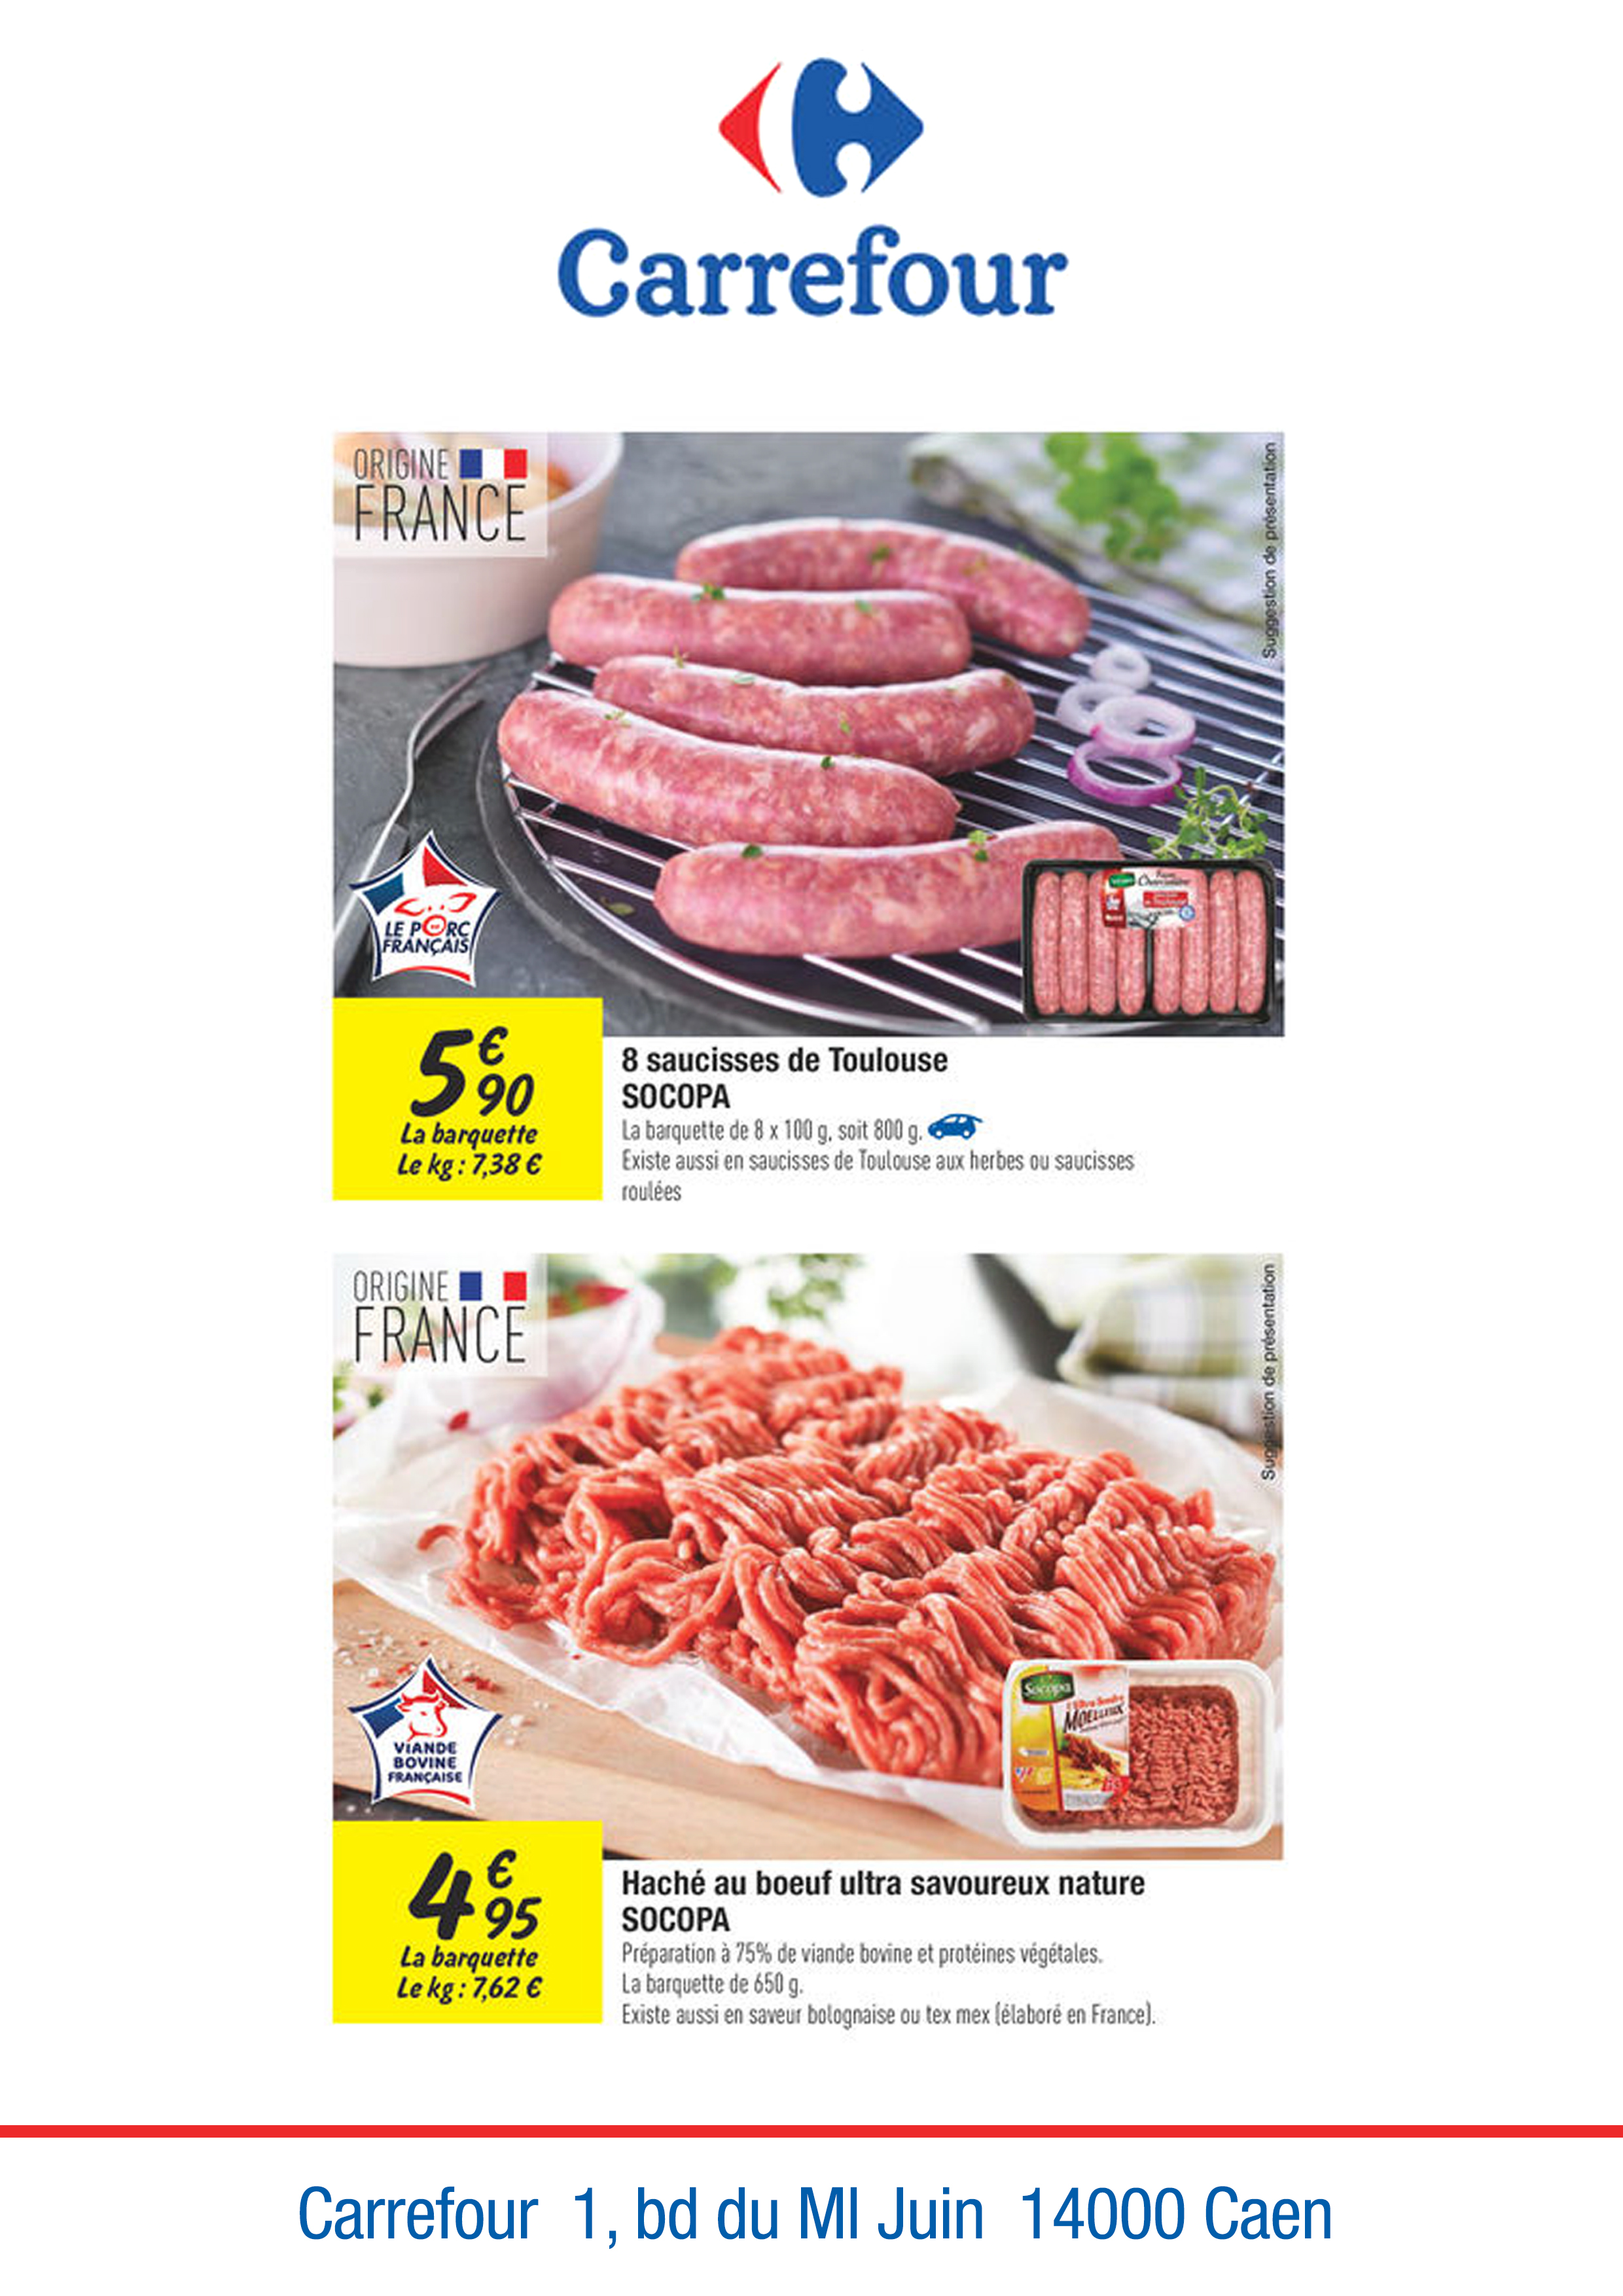 Carrefour
ORIGINE
FRANCE
Suggestion de présentation
LE PORC
FRANÇAIS
5€90
La barquette
Le kg : 7,38 €
8 saucisses de Toulouse
SOCOPA
La barquette de 8 x 100 g, soit 800 g.
Existe aussi en saucisses de Toulouse aux herbes ou saucisses
roulées
ORIGINE
FRANCE
Suggestion de présentation
Socopa
MOELLEUX
VIANDE
BOVINE
FRANÇAISE
4€95
La barquette
Le kg : 7,62 €
Haché au boeuf ultra savoureux nature
SOCOPA
Préparation à 75% de viande bovine et protéines végétales.
La barquette de 650 g.
Existe aussi en saveur bolognaise ou tex mex (élaboré en France).
Carrefour 1, bd du Ml Juin 14000 Caen